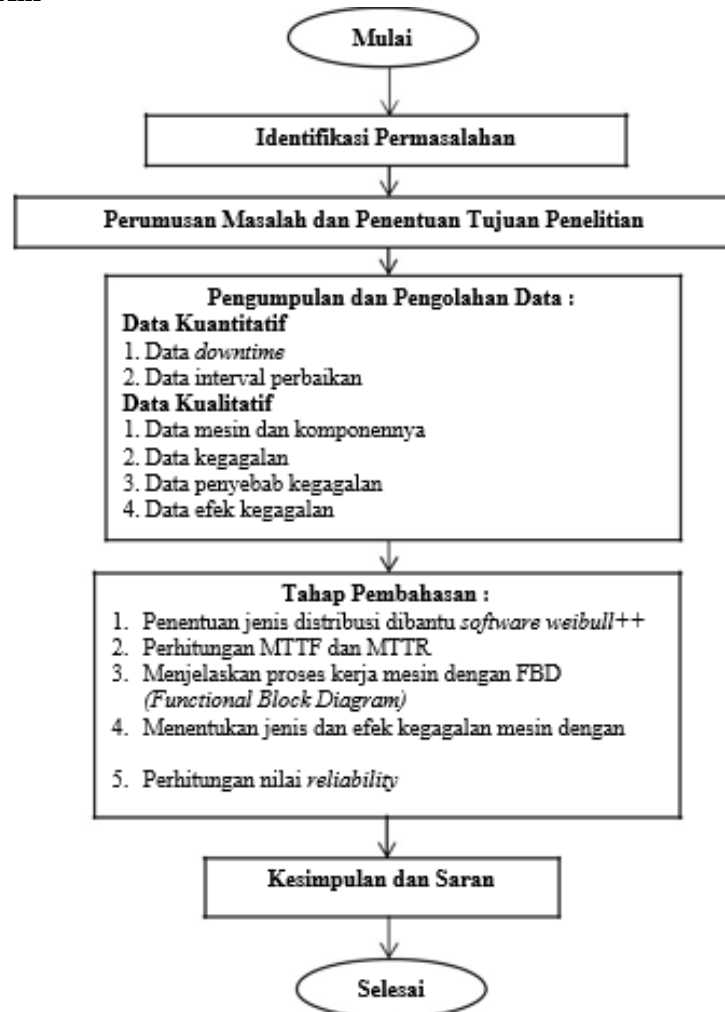 Mulai
Identifikasi Permasalahan
Perumusan Masalah dan Penentuan Tujuan Penelitian
Pengumpulan dan Pengolahan Data :
Data Kuantitatif
1. Data downtime
2. Data interval perbaikan
Data Kualitatif
1. Data mesin dan komponennya
2. Data kegagalan
3. Data penyebab kegagalan
4. Data efek kegagalan
Tahap Pembahasan :
1. Penentuan jenis distribusi dibantu software weibull++
2. Perhitungan MTTF dan MTTR
3. Menjelaskan proses kerja mesin dengan FBD
(Functional Block Diagram)
4. Menentukan jenis dan efek kegagalan mesin dengan
5. Perhitungan nilai reliability
Kesimpulan dan Saran
Selesai